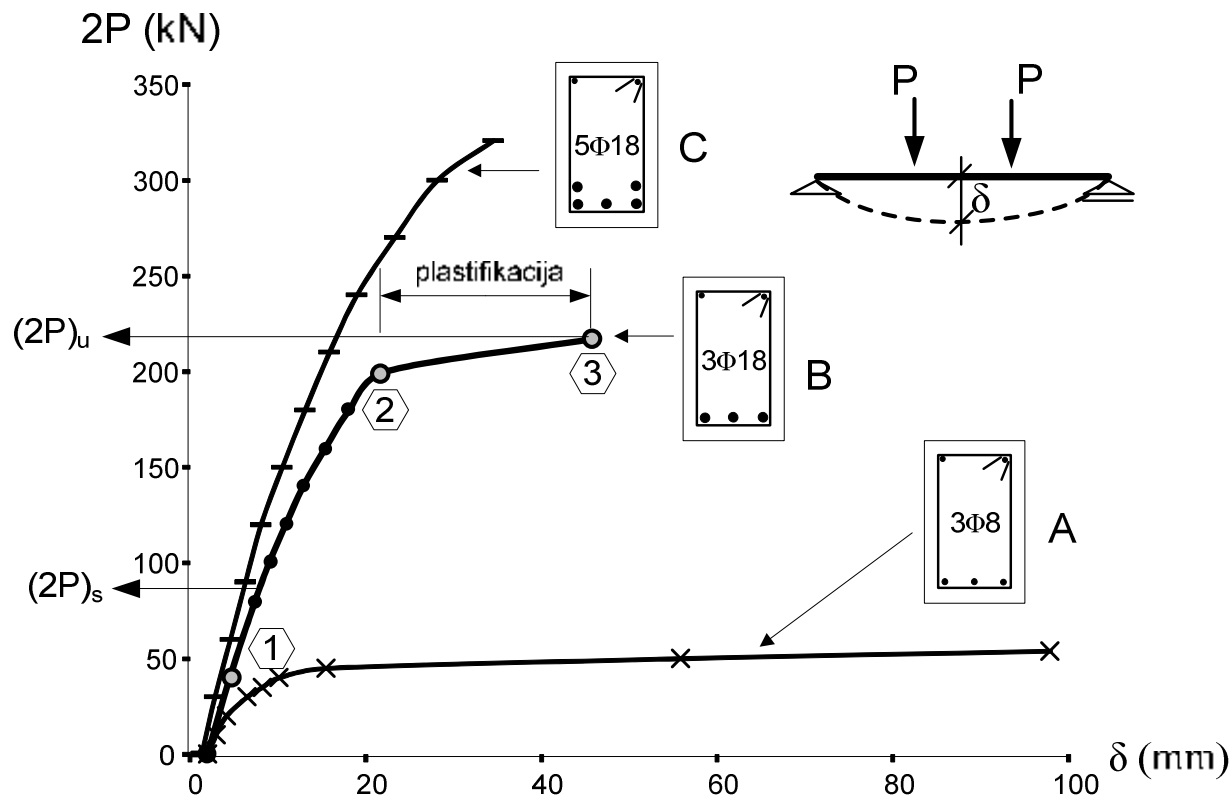 2P (kN)
350
300
250
200
150
100
50
0
(2P)u
(2P)s
5Φ18
C
P P
δ
plastifikacija
3Φ18
B
3
2
1
3Φ8
A
0 20 40 60 80 100
δ (mm)